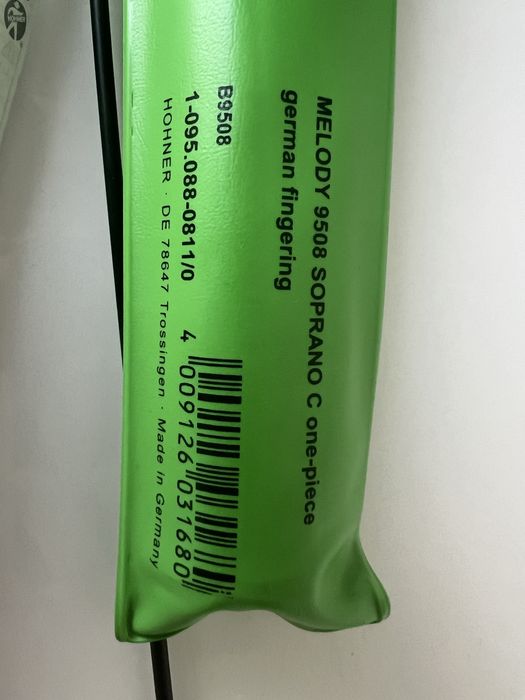 MELODY 9508 SOPRANO C one-piece
german fingering
B9508
1-095.088-0811/0
HOHNER · DE 78647 Trossingen · Made in Germany
4 009126 031680
HOHNER